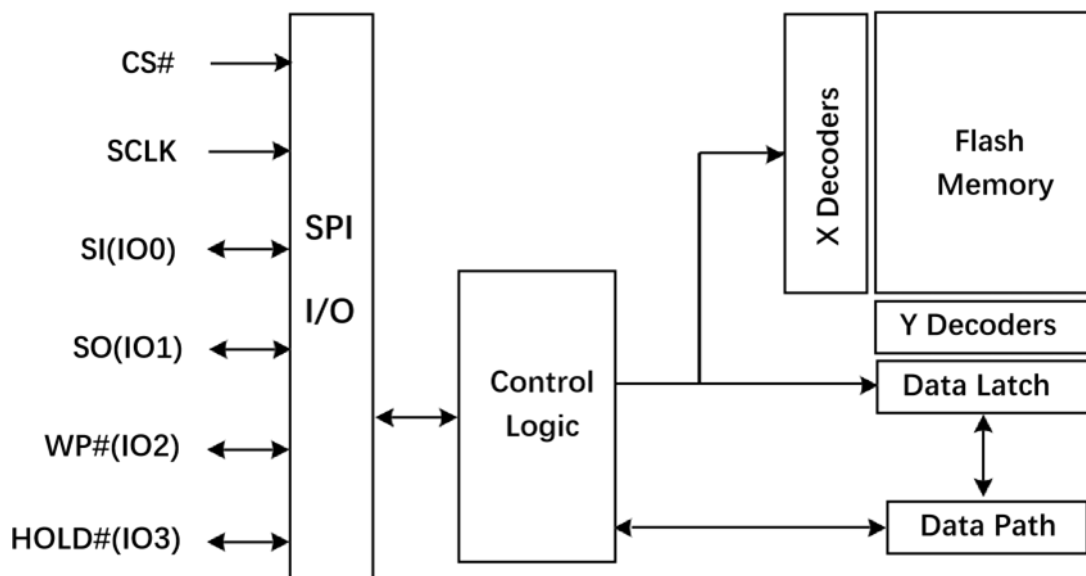 CS#
SCLK
SI(IO0)
SO(IO1)
WP#(IO2)
HOLD#(IO3)
SPI
I/O
Control
Logic
X Decoders
Flash
Memory
Y Decoders
Data Latch
Data Path